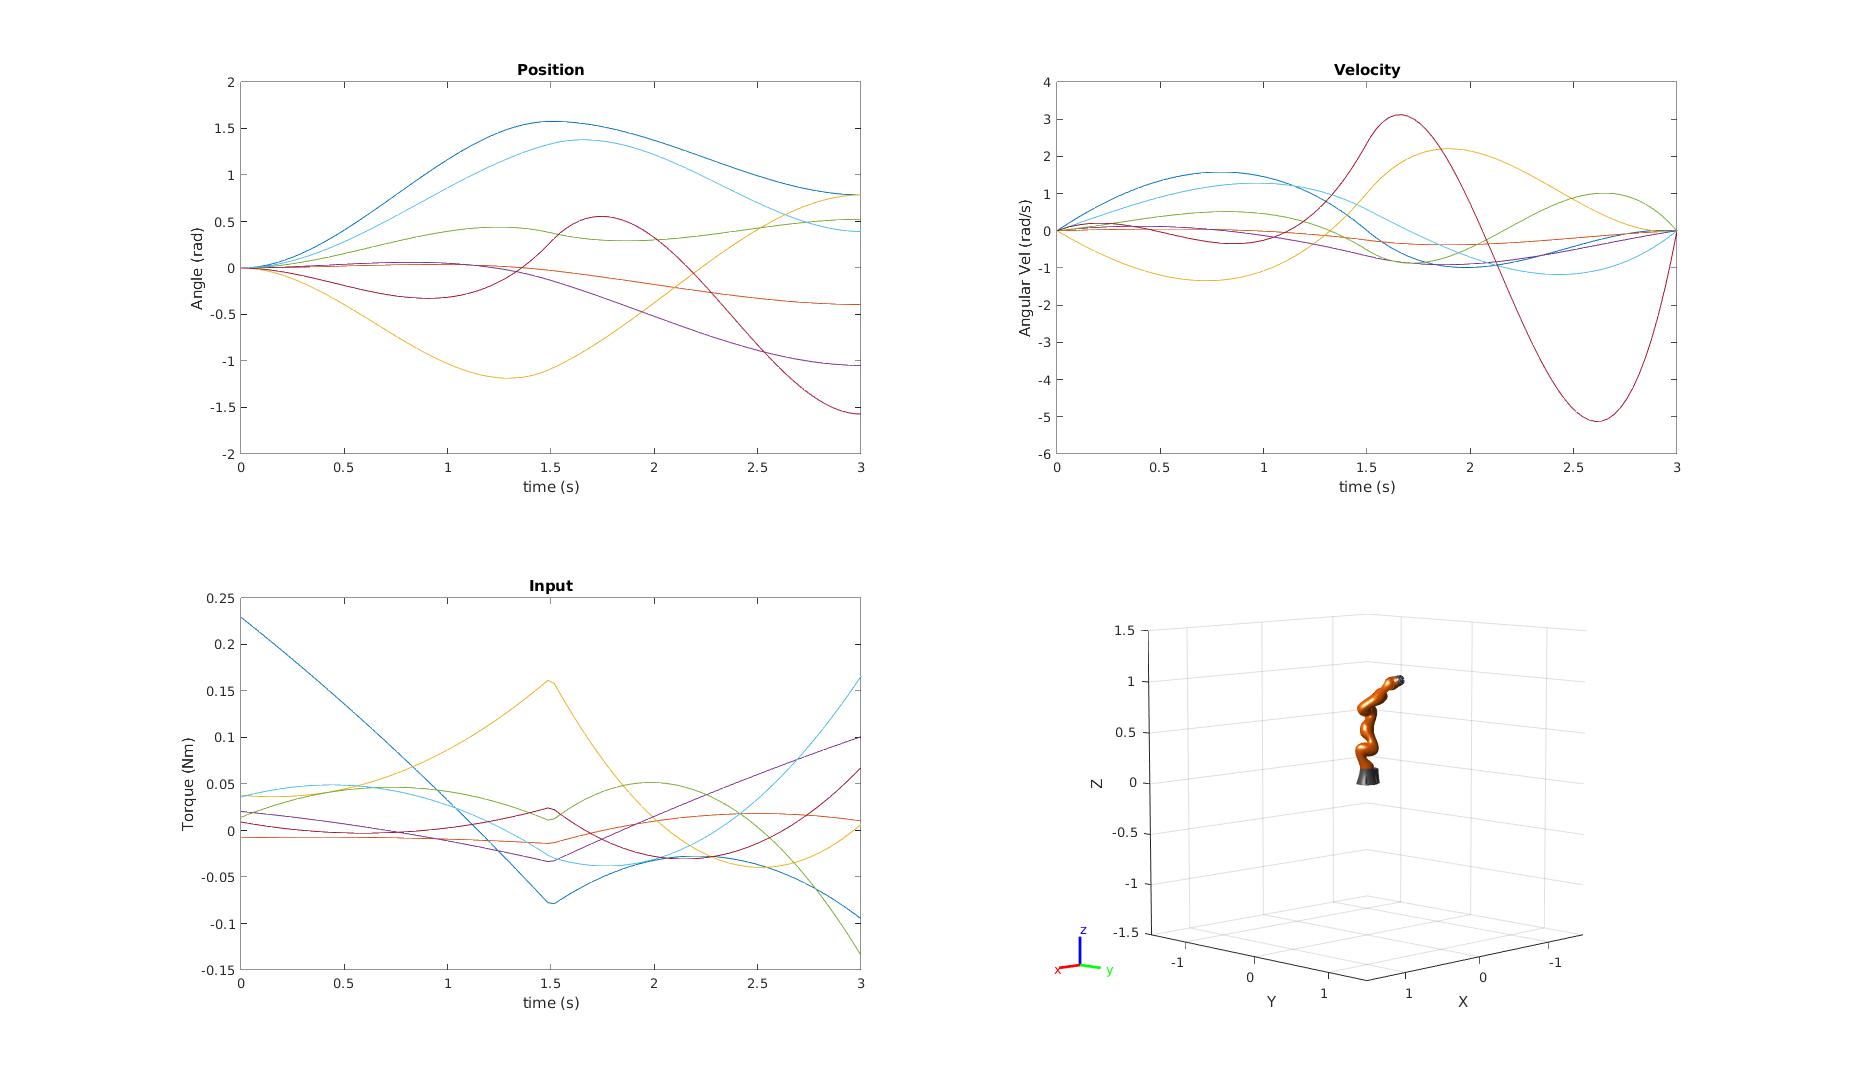 Position
2
1.5
1
0.5
0
-0.5
-1
-1.5
-2
Angle (rad)
0 0.5 1 1.5 2 2.5 3
time (s)
Velocity
4
3
2
1
0
-1
-2
-3
-4
-5
-6
Angular Vel (rad/s)
0 0.5 1 1.5 2 2.5 3
time (s)
Input
0.25
0.2
0.15
0.1
0.05
0
-0.05
-0.1
-0.15
Torque (Nm)
0 0.5 1 1.5 2 2.5 3
time (s)
1.5
1
0.5
0
-0.5
-1
-1.5
Z
-1 0 1
Y
1 0 -1
X
z
x y